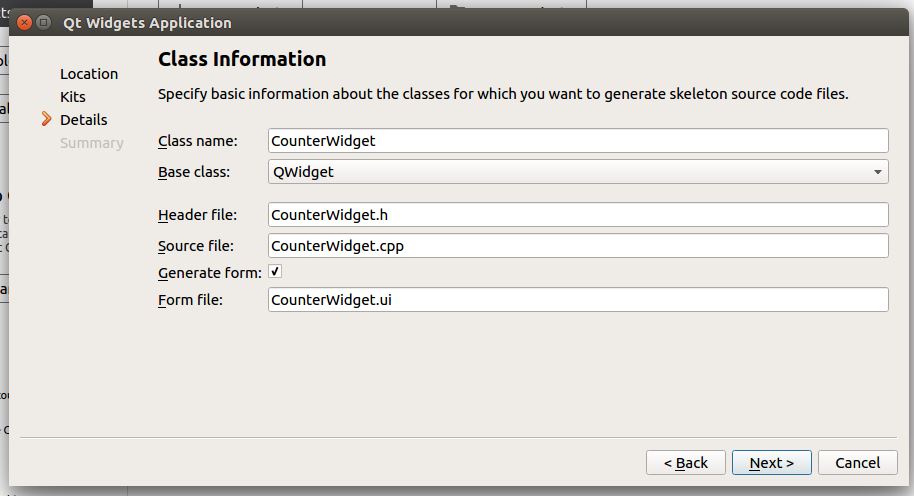 Qt Widgets Application
Class Information
Location
Kits
Details
Summary
Specify basic information about the classes for which you want to generate skeleton source code files.
Class name: CounterWidget
Base class: QWidget
Header file: CounterWidget.h
Source file: CounterWidget.cpp
Generate form:
Form file: CounterWidget.ui
< Back Next > Cancel